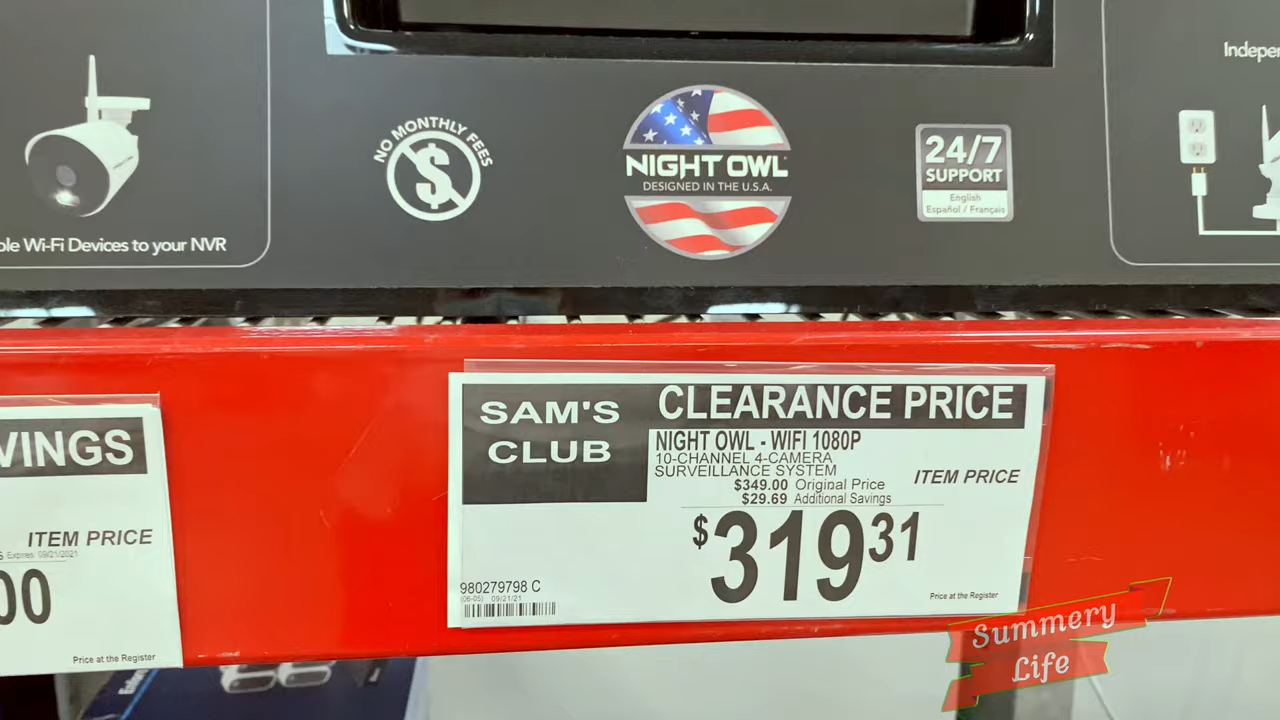 Wi-Fi Devices to your NVR
NO MONTHLY FEES
NIGHT OWL
DESIGNED IN THE U.S.A.
24/7
SUPPORT
English
Español / Français
VINGS
ITEM PRICE
Expires: 09/21/2021
00
Price at the Register
SAM'S
CLUB
CLEARANCE PRICE
NIGHT OWL - WIFI 1080P
10-CHANNEL 4-CAMERA
SURVEILLANCE SYSTEM
$349.00 Original Price
$29.69 Additional Savings
ITEM PRICE
$319 31
980279798 C
(06-05) 09/21/21
Price at the Register
Summery
Life